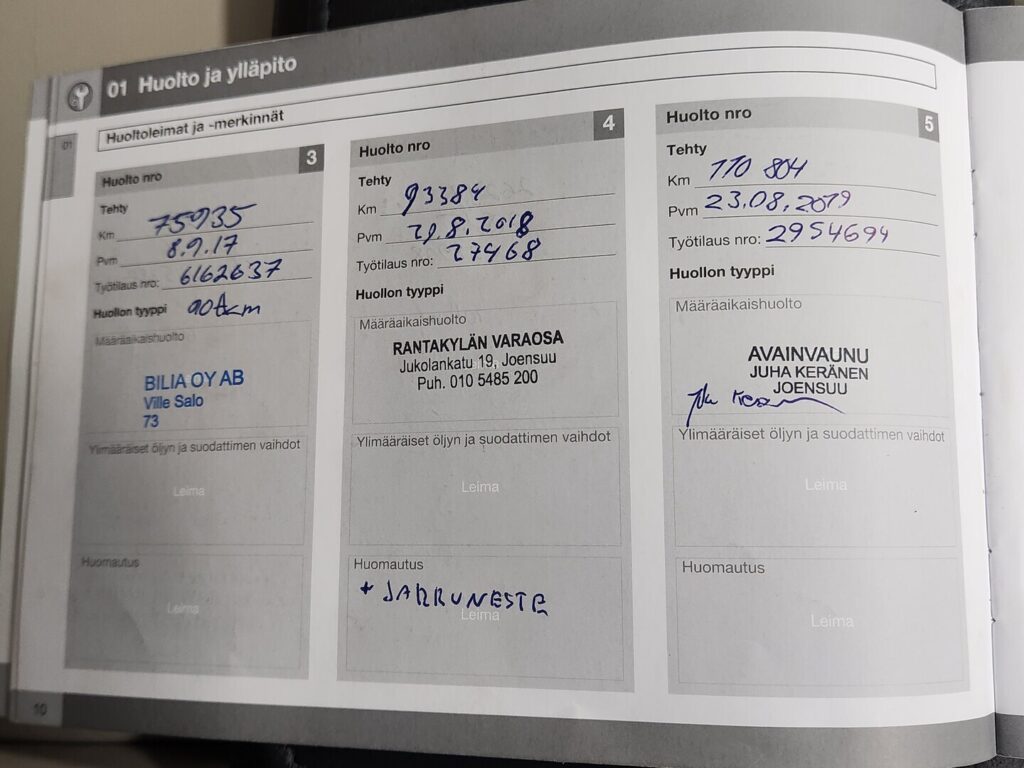 01 Huolto ja ylläpito
Huoltoleimat ja -merkinnät
01
Huolto nro 3
Tehty
Km 75935
Pvm 8.9.17
Työtilaus nro: 6162637
Huollon tyyppi 90tkm
Määräaikaishuolto
BILIA OY AB
Ville Salo
73
Ylimääräiset öljyn ja suodattimen vaihdot
Leima
Huomautus
Leima
Huolto nro 4
Tehty
Km 93384
Pvm 29.8.2018
Työtilaus nro: 27468
Huollon tyyppi
Määräaikaishuolto
RANTAKYLÄN VARAOSA
Jukolankatu 19, Joensuu
Puh. 010 5485 200
Ylimääräiset öljyn ja suodattimen vaihdot
Leima
Huomautus
+ JARRUNESTE
Leima
Huolto nro 5
Tehty
Km 110 804
Pvm 23.08.2019
Työtilaus nro: 2954694
Huollon tyyppi
Määräaikaishuolto
AVAINVAUNU
JUHA KERÄNEN
JOENSUU
Ylimääräiset öljyn ja suodattimen vaihdot
Leima
Huomautus
Leima
10